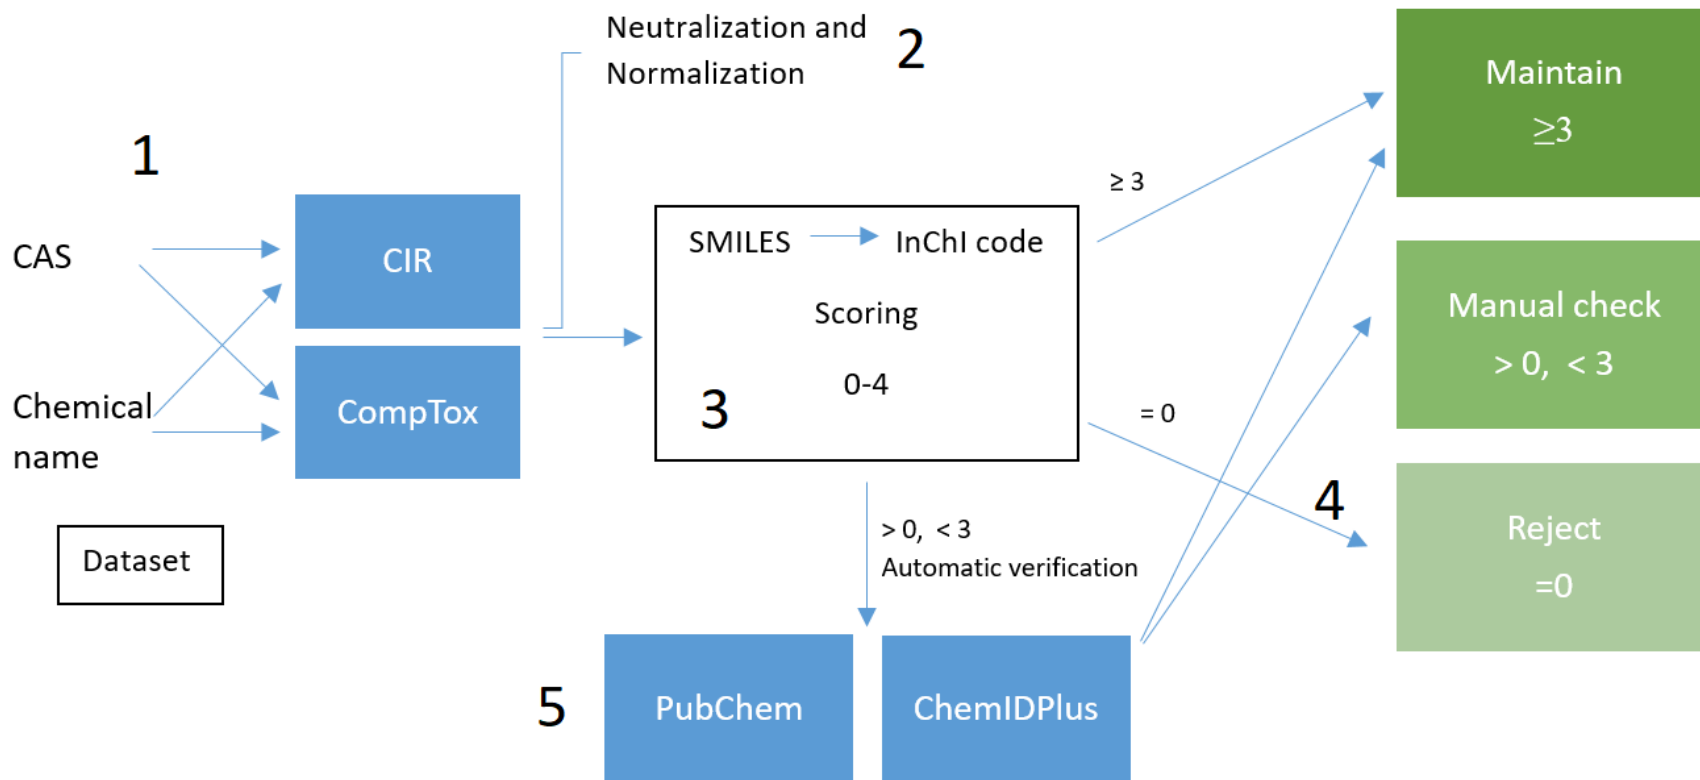 1
CAS
Chemical
name
Dataset
CIR
CompTox
Neutralization and
Normalization
2
SMILES
InChI code
Scoring
0-4
3
≥ 3
= 0
> 0, < 3
Automatic verification
4
Maintain
≥3
Manual check
> 0, < 3
Reject
=0
5
PubChem
ChemIDPlus